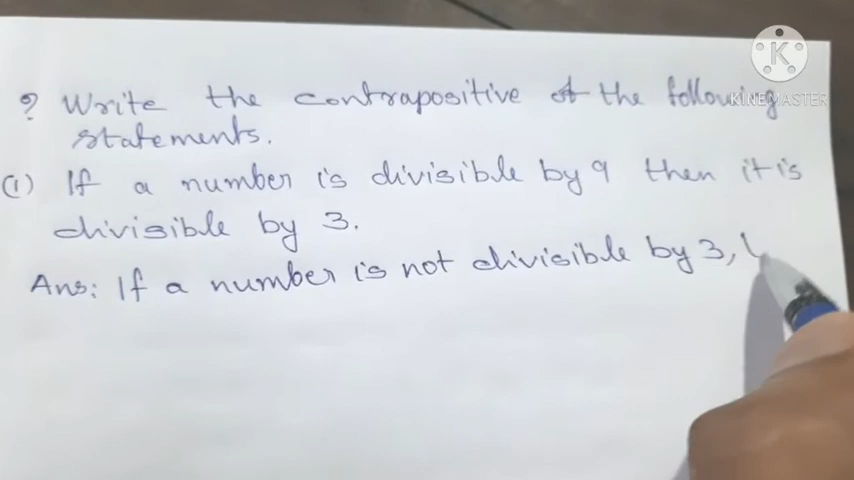 ? Write the contrapositive of the following
statements.
(1) If a number is divisible by 9 then it is
divisible by 3.
Ans: If a number is not divisible by 3,
K
KINEMASTER